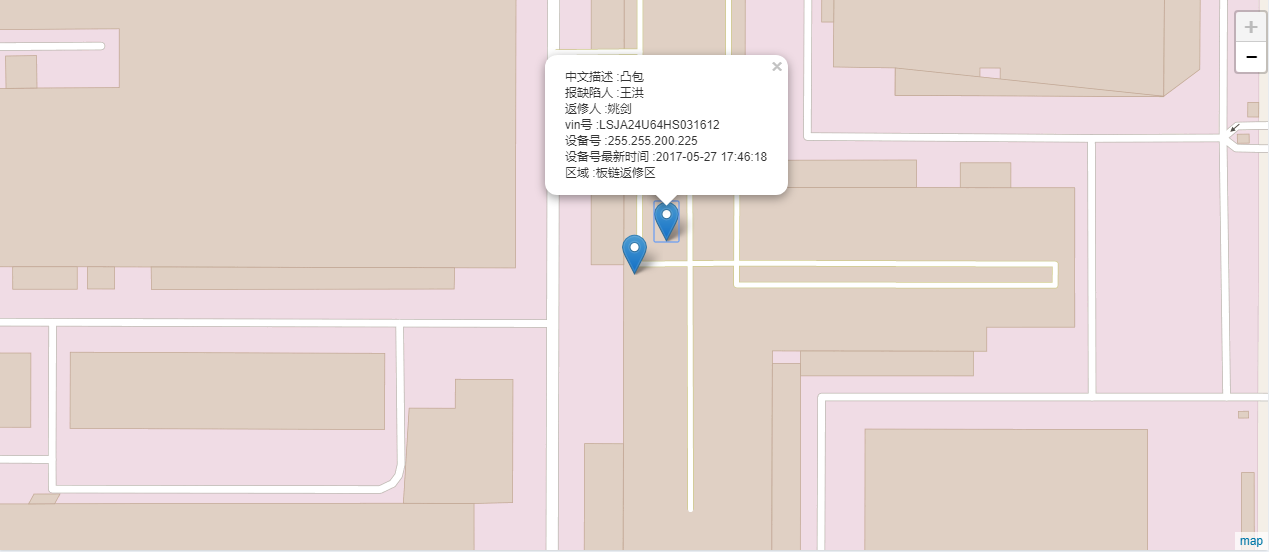 中文描述 :凸包
报缺陷人 :王洪
返修人 :姚剑
vin号 :LSJA24U64HS031612
设备号 :255.255.200.225
设备号最新时间 :2017-05-27 17:46:18
区域 :板链返修区
×
+
−
map